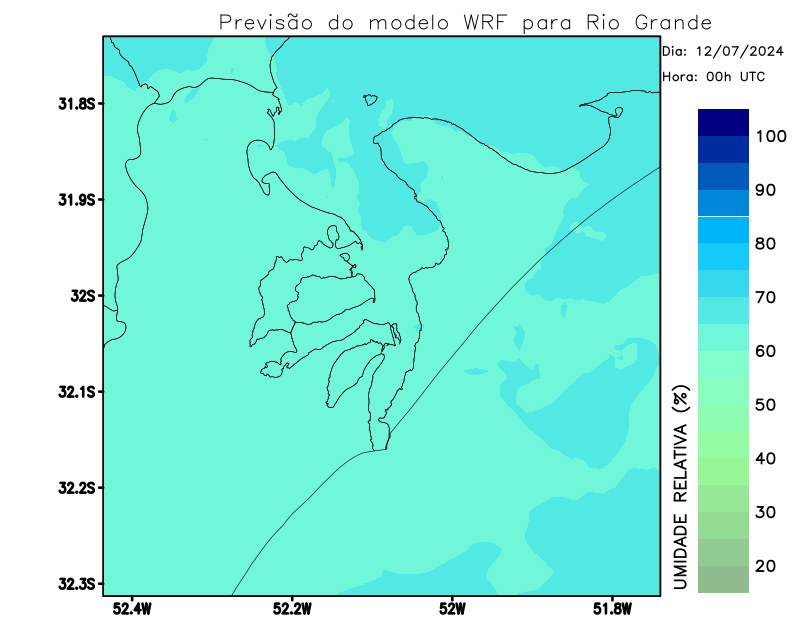 Previsão do modelo WRF para Rio Grande
Dia: 12/07/2024
Hora: 00h UTC
31.8S
31.9S
32S
32.1S
32.2S
32.3S
52.4W
52.2W
52W
51.8W
100
90
80
70
60
50
40
30
20
UMIDADE RELATIVA (%)